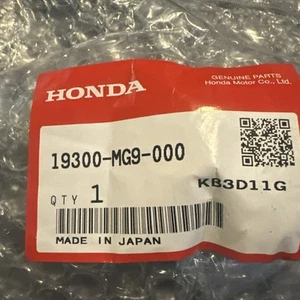 GENUINE PARTS
Honda Motor Co., Ltd.
HONDA
19300-MG9-000
KB3D11G
QTY 1
MADE IN JAPAN